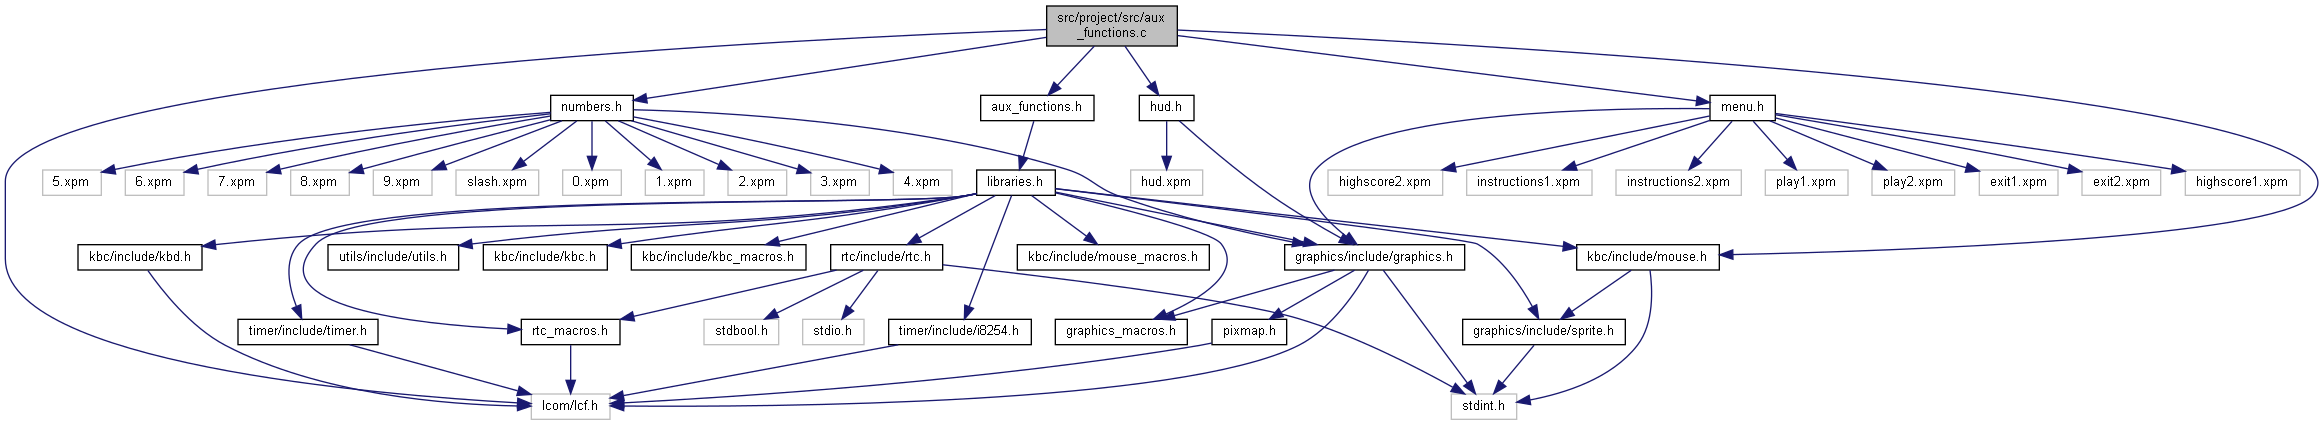 src/project/src/aux
_functions.c
numbers.h
aux_functions.h
hud.h
menu.h
5.xpm
6.xpm
7.xpm
8.xpm
9.xpm
slash.xpm
0.xpm
1.xpm
2.xpm
3.xpm
4.xpm
libraries.h
hud.xpm
highscore2.xpm
instructions1.xpm
instructions2.xpm
play1.xpm
play2.xpm
exit1.xpm
exit2.xpm
highscore1.xpm
kbc/include/kbd.h
utils/include/utils.h
kbc/include/kbc.h
kbc/include/kbc_macros.h
rtc/include/rtc.h
kbc/include/mouse_macros.h
graphics/include/graphics.h
kbc/include/mouse.h
timer/include/timer.h
rtc_macros.h
stdbool.h
stdio.h
timer/include/i8254.h
graphics_macros.h
pixmap.h
graphics/include/sprite.h
lcom/lcf.h
stdint.h